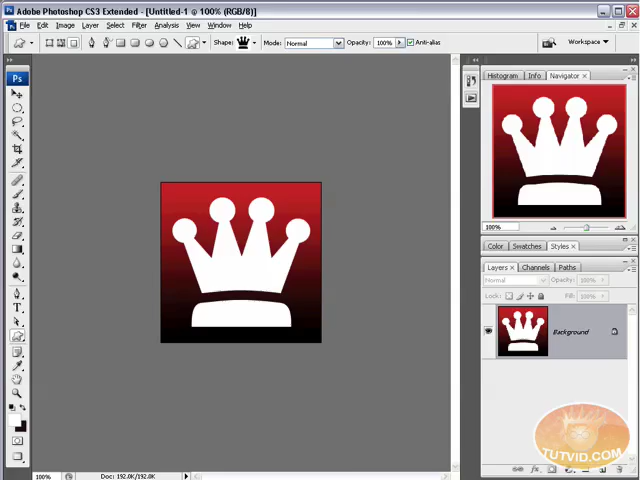 Adobe Photoshop CS3 Extended - [Untitled-1 @ 100% (RGB/8)]
File Edit Image Layer Select Filter Analysis View Window Help
Shape: Mode: Normal Opacity: 100% Anti-alias Workspace
Ps
Histogram Info Navigator
100%
Color Swatches Styles
Layers Channels Paths
Normal Opacity: 100%
Lock: Fill: 100%
Background
TUTVID.COM
100% Doc: 192.0K/192.0K